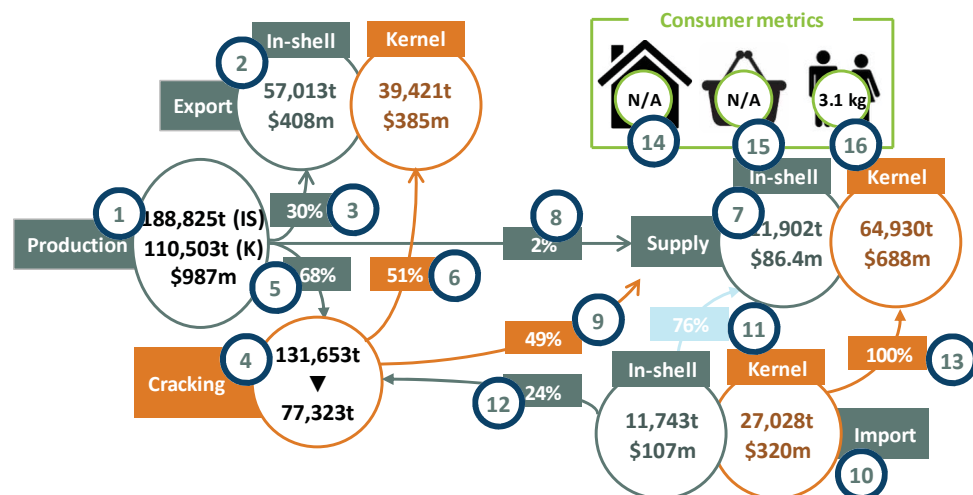 Consumer metrics
In-shell
Kernel
2
Export
57,013t
$408m
39,421t
$385m
N/A
N/A
3.1 kg
14
15
16
1
Production
188,825t (IS)
110,503t (K)
$987m
30%
3
8
2%
In-shell
Kernel
7
Supply
$86.4m
64,930t
$688m
5
68%
51%
6
9
49%
76%
11
100%
13
4
Cracking
131,653t
▼
77,323t
12
24%
In-shell
Kernel
11,743t
$107m
27,028t
$320m
Import
10